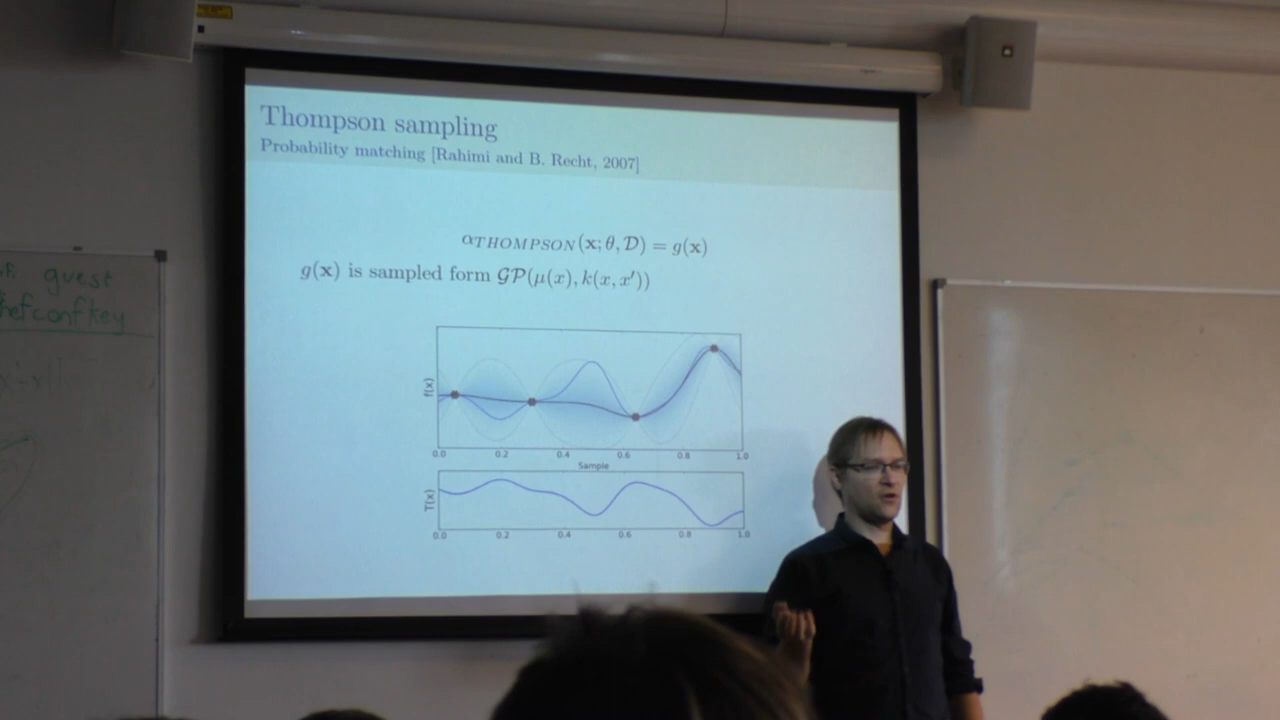 Thompson sampling
Probability matching [Rahimi and B. Recht, 2007]
αTHOMPSON(x; θ, D) = g(x)
g(x) is sampled form GP(μ(x), k(x, x′))
f(x)
0.0 0.2 0.4 0.6 0.8 1.0
Sample
T(x)
0.0 0.2 0.4 0.6 0.8 1.0
guest
confkey